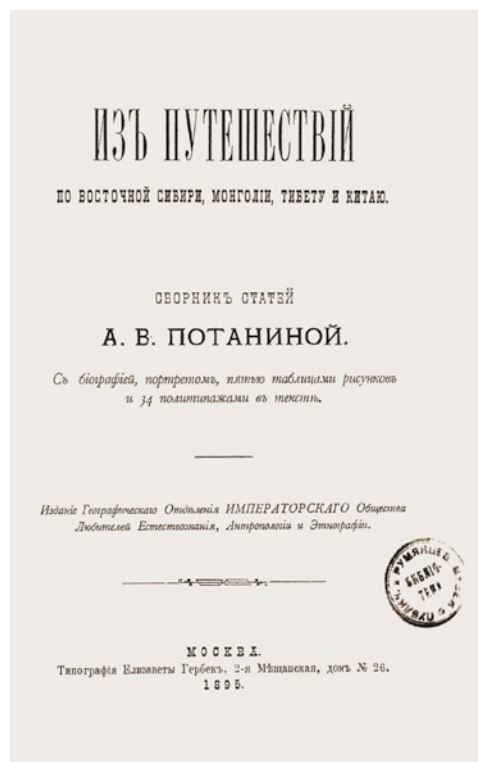 ИЗЪ ПУТЕШЕСТВІЙ
ПО ВОСТОЧНОЙ СИБИРИ, МОНГОЛІИ, ТИБЕТУ И КИТАЮ.
СБОРНИКЪ СТАТЕЙ
А. В. ПОТАНИНОЙ.
Съ біографіей, портретомъ, пятью таблицами рисунковъ
и 34 политипажами въ текстѣ.
Изданіе Географическаго Отдѣленія ИМПЕРАТОРСКАГО Общества
Любителей Естествознанія, Антропологіи и Этнографіи.
БИБЛІО-
ТЕКА
МОСКВА.
Типографія Елизаветы Гербекъ, 2-я Мѣщанская, домъ № 26.
1895.